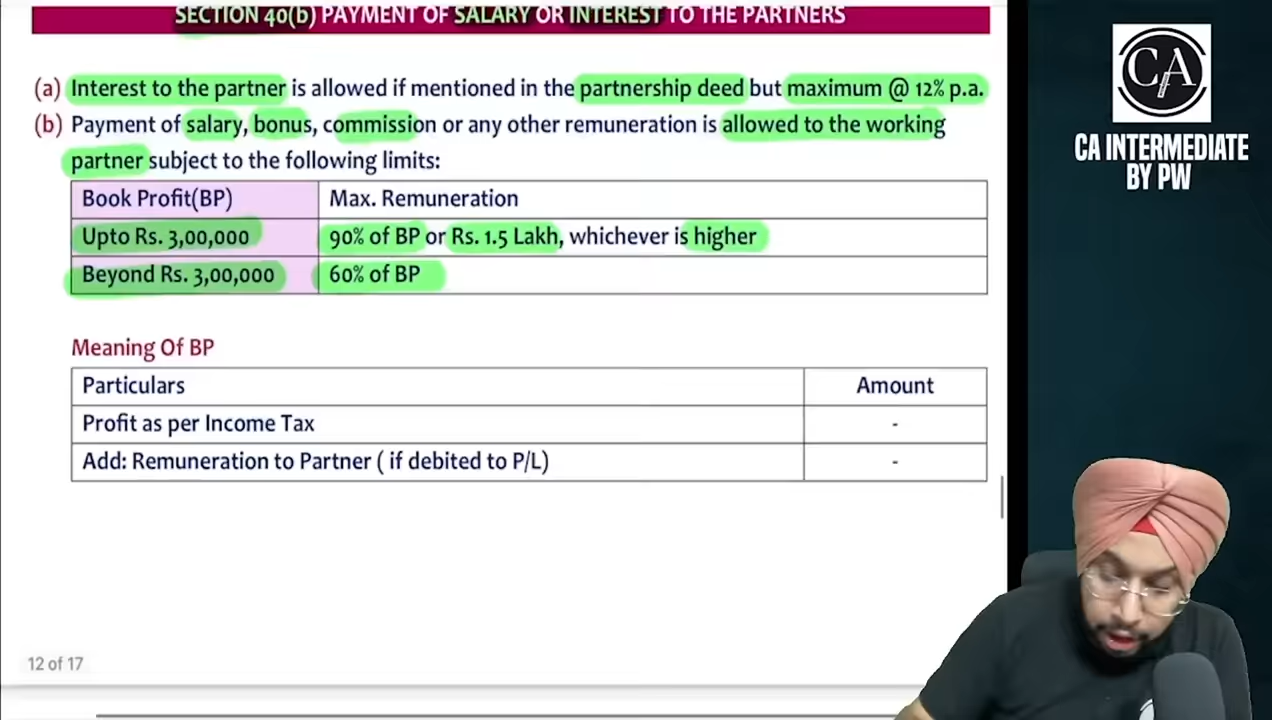 SECTION 40(b) PAYMENT OF SALARY OR INTEREST TO THE PARTNERS
(a) Interest to the partner is allowed if mentioned in the partnership deed but maximum @ 12% p.a.
(b) Payment of salary, bonus, commission or any other remuneration is allowed to the working
partner subject to the following limits:
Book Profit(BP) Max. Remuneration
Upto Rs. 3,00,000 90% of BP or Rs. 1.5 Lakh, whichever is higher
Beyond Rs. 3,00,000 60% of BP
Meaning Of BP
Particulars Amount
Profit as per Income Tax -
Add: Remuneration to Partner ( if debited to P/L) -
12 of 17
CA
CA INTERMEDIATE
BY PW